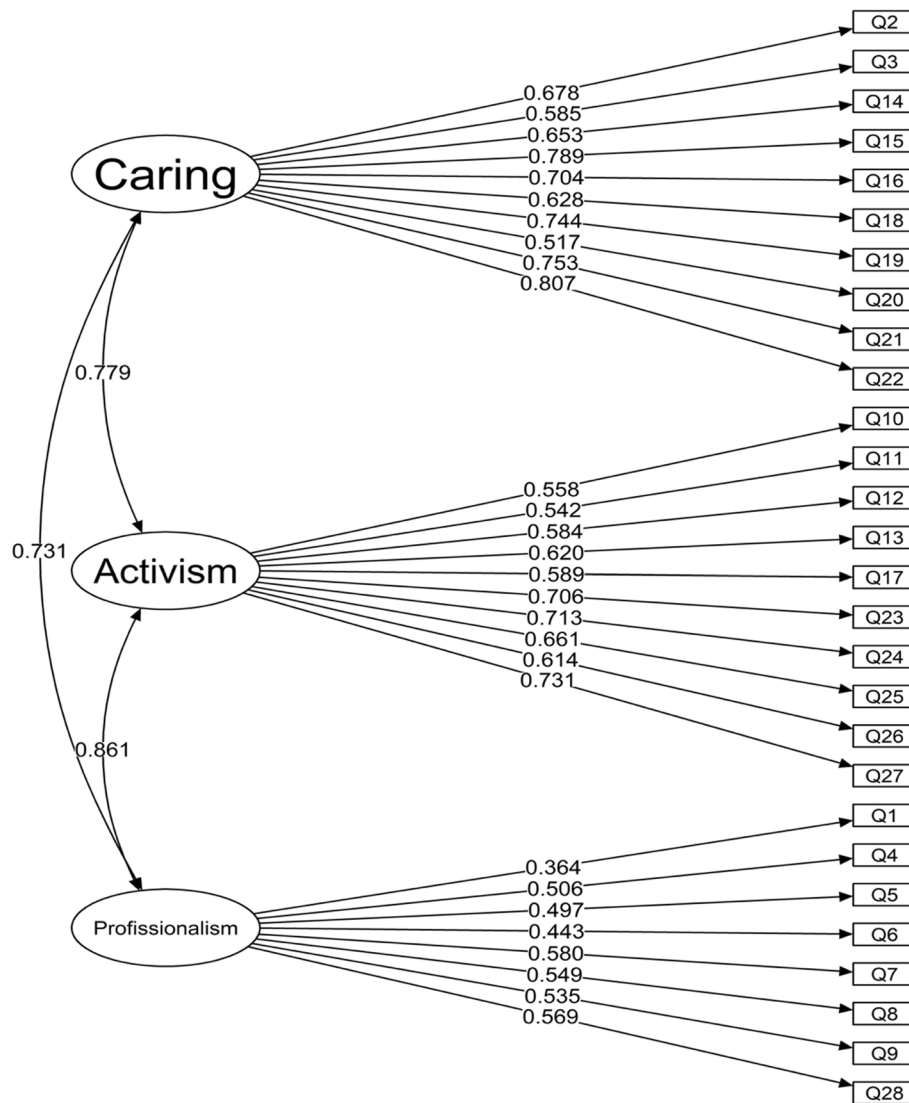 Q2
Q3
Q14
Q15
Q16
Q18
Q19
Q20
Q21
Q22
0.678
0.585
0.653
0.789
0.704
0.628
0.744
0.517
0.753
0.807
Caring
0.779
Q10
Q11
Q12
Q13
Q17
Q23
Q24
Q25
Q26
Q27
0.558
0.542
0.584
0.620
0.589
0.706
0.713
0.661
0.614
0.731
0.731
Activism
0.861
Q1
Q4
Q5
Q6
Q7
Q8
Q9
Q28
0.364
0.506
0.497
0.443
0.580
0.549
0.535
0.569
Profissionalism